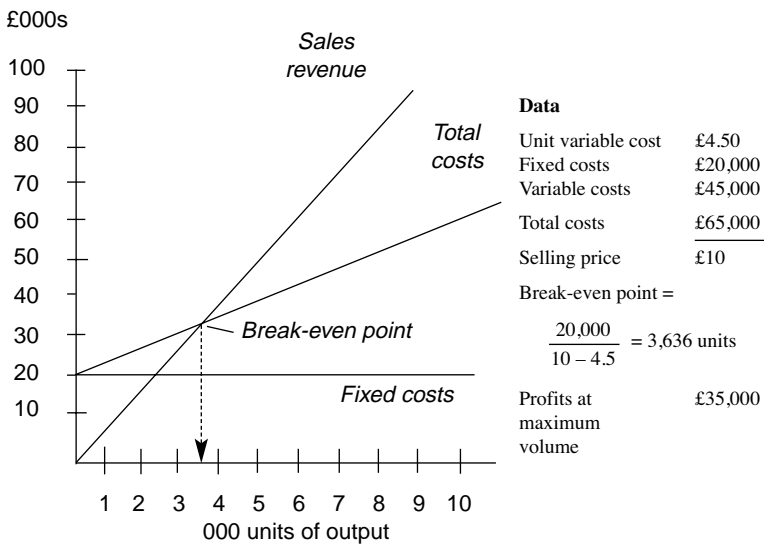 £000s
Sales
revenue
100
90
80
70
60
50
40
30
20
10
Total
costs
Break-even point
Fixed costs
1 2 3 4 5 6 7 8 9 10
000 units of output
Data
Unit variable cost £4.50
Fixed costs £20,000
Variable costs £45,000
Total costs £65,000
Selling price £10
Break-even point =
20,000
10 – 4.5
= 3,636 units
Profits at £35,000
maximum
volume